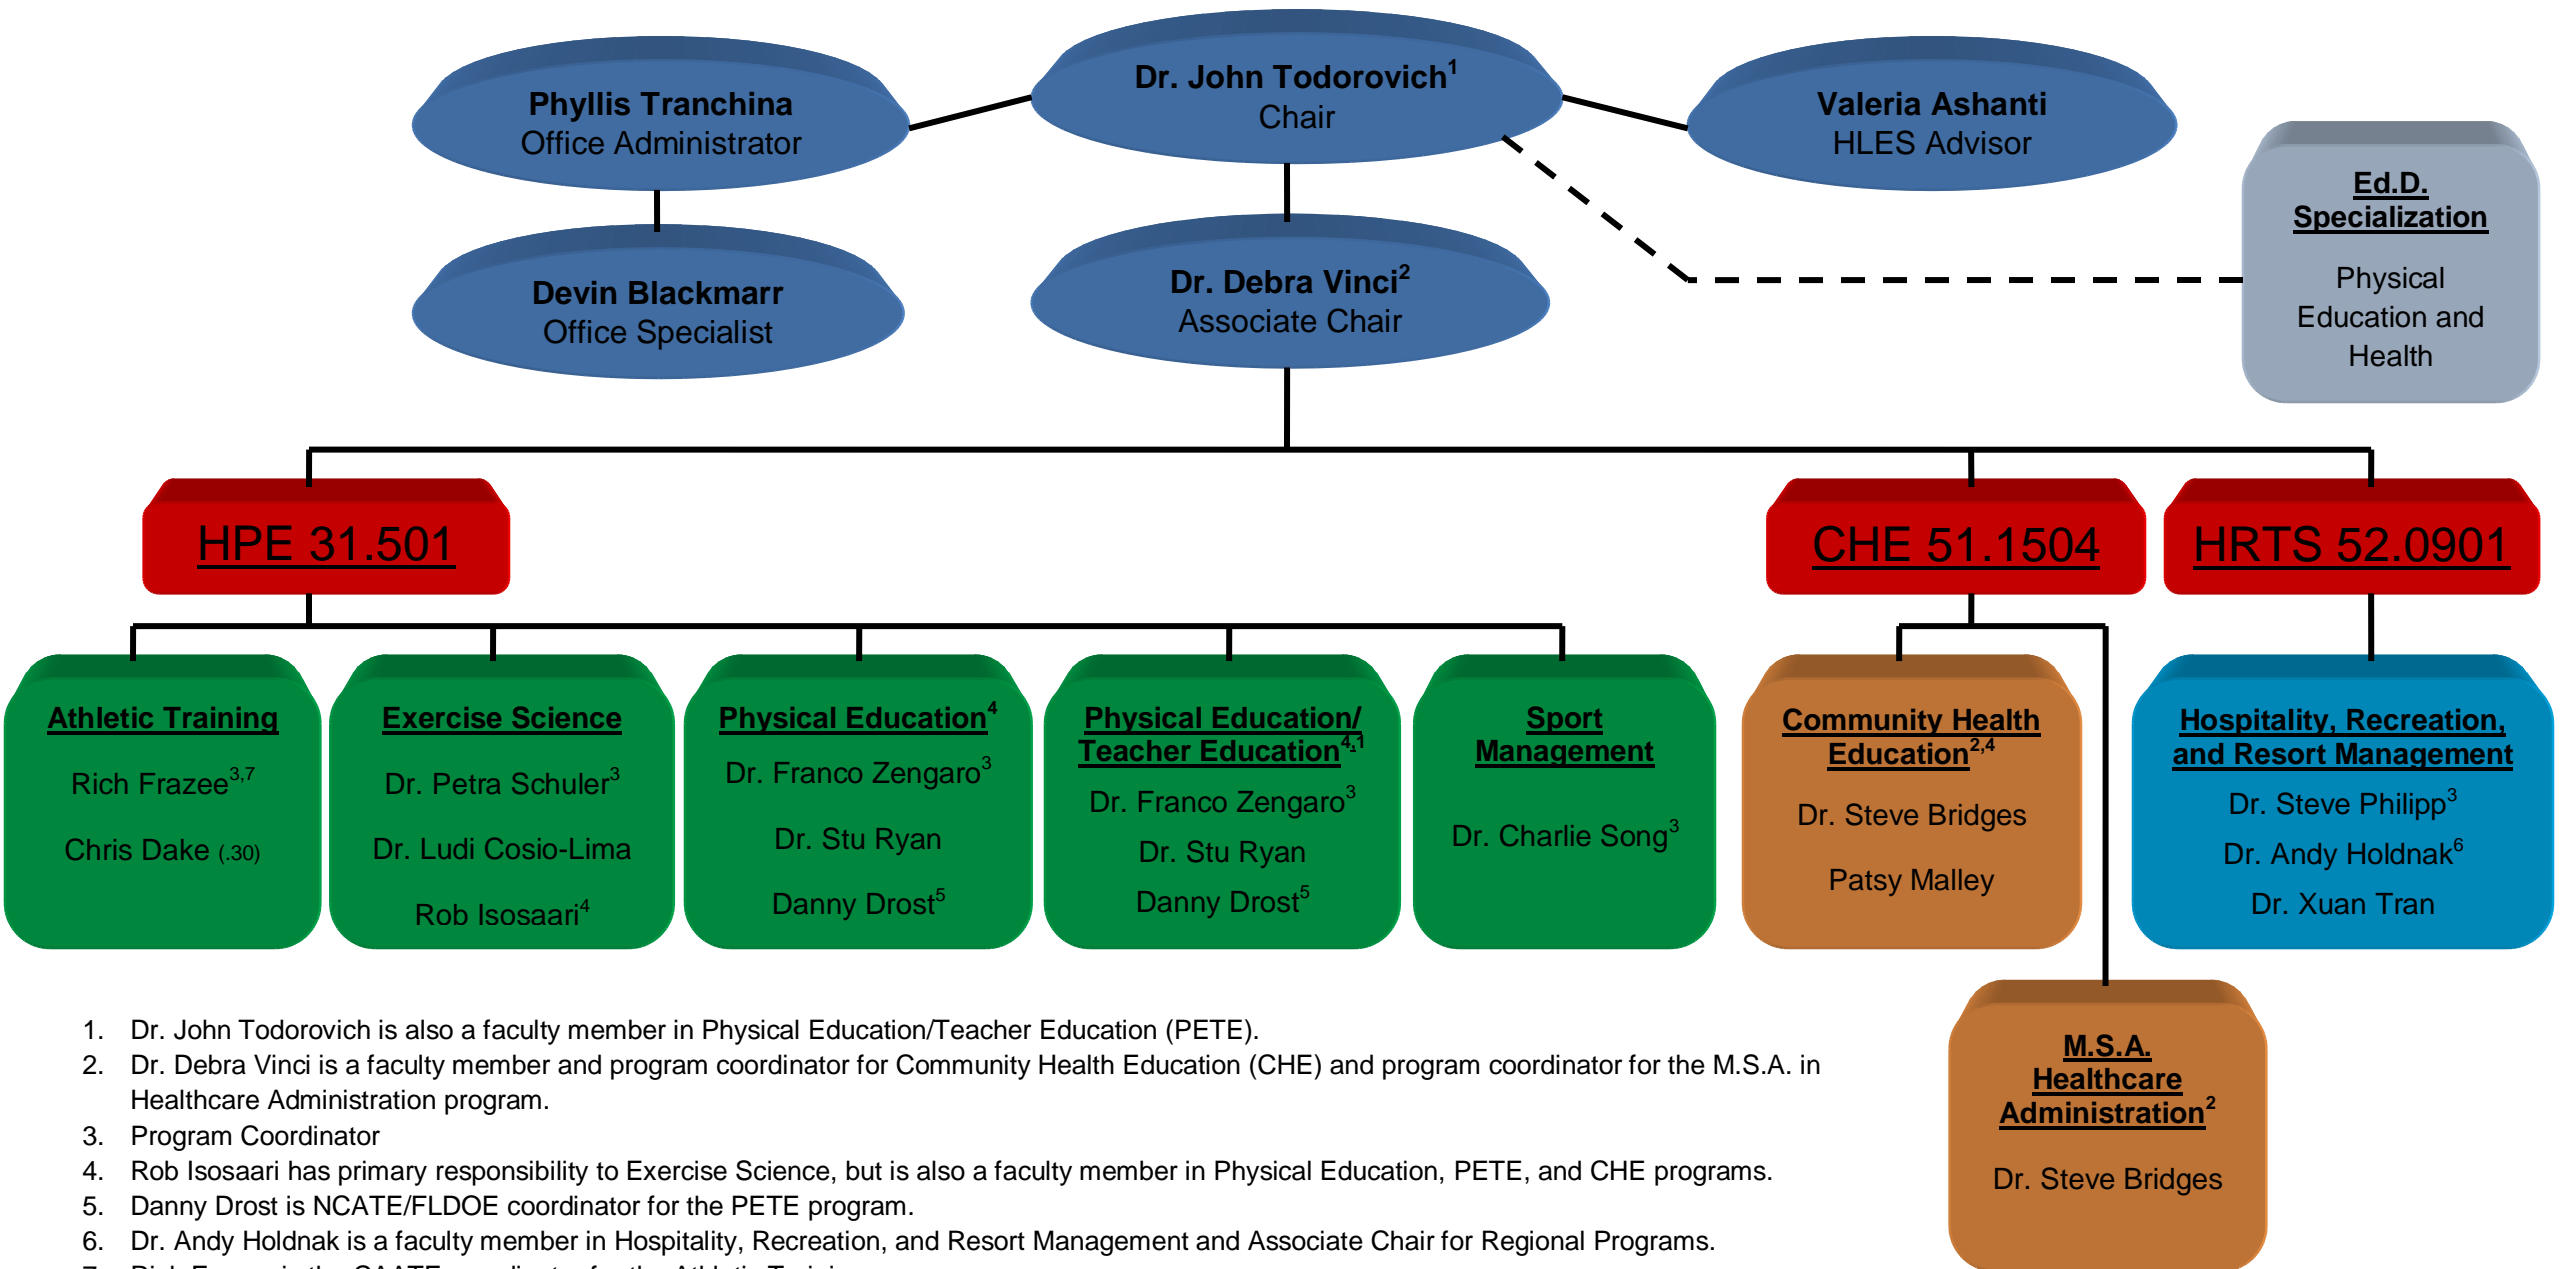 Dr. John Todorovich1
Chair
Phyllis Tranchina
Office Administrator
Valeria Ashanti
HLES Advisor
Ed.D.
Specialization
Physical
Education and
Health
Devin Blackmarr
Office Specialist
Dr. Debra Vinci2
Associate Chair
HPE 31.501
CHE 51.1504
HRTS 52.0901
Athletic Training
Rich Frazee3,7
Chris Dake (.30)
Exercise Science
Dr. Petra Schuler3
Dr. Ludi Cosio-Lima
Rob Isosaari4
Physical Education4
Dr. Franco Zengaro3
Dr. Stu Ryan
Danny Drost5
Physical Education/
Teacher Education4,1
Dr. Franco Zengaro3
Dr. Stu Ryan
Danny Drost5
Sport
Management
Dr. Charlie Song3
Community Health
Education2,4
Dr. Steve Bridges
Patsy Malley
Hospitality, Recreation,
and Resort Management
Dr. Steve Philipp3
Dr. Andy Holdnak6
Dr. Xuan Tran
M.S.A.
Healthcare
Administration2
Dr. Steve Bridges
1. Dr. John Todorovich is also a faculty member in Physical Education/Teacher Education (PETE).
2. Dr. Debra Vinci is a faculty member and program coordinator for Community Health Education (CHE) and program coordinator for the M.S.A. in
Healthcare Administration program.
3. Program Coordinator
4. Rob Isosaari has primary responsibility to Exercise Science, but is also a faculty member in Physical Education, PETE, and CHE programs.
5. Danny Drost is NCATE/FLDOE coordinator for the PETE program.
6. Dr. Andy Holdnak is a faculty member in Hospitality, Recreation, and Resort Management and Associate Chair for Regional Programs.